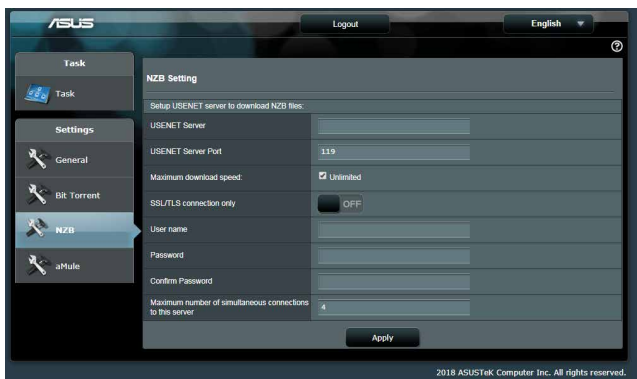 ASUS
Logout
English
Task
Task
Settings
General
Bit Torrent
NZB
aMule
NZB Setting
Setup USENET server to download NZB files:
USENET Server
USENET Server Port
119
Maximum download speed:
Unlimited
SSL/TLS connection only
OFF
User name
Password
Confirm Password
Maximum number of simultaneous connections
to this server
4
Apply
2018 ASUSTeK Computer Inc. All rights reserved.